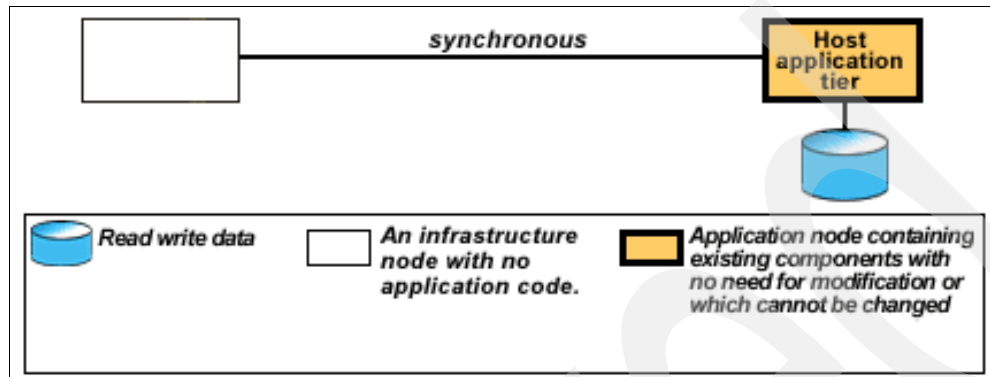 synchronous
Host
application
tier
Read write data
An infrastructure
node with no
application code.
Application node containing
existing components with
no need for modification or
which cannot be changed